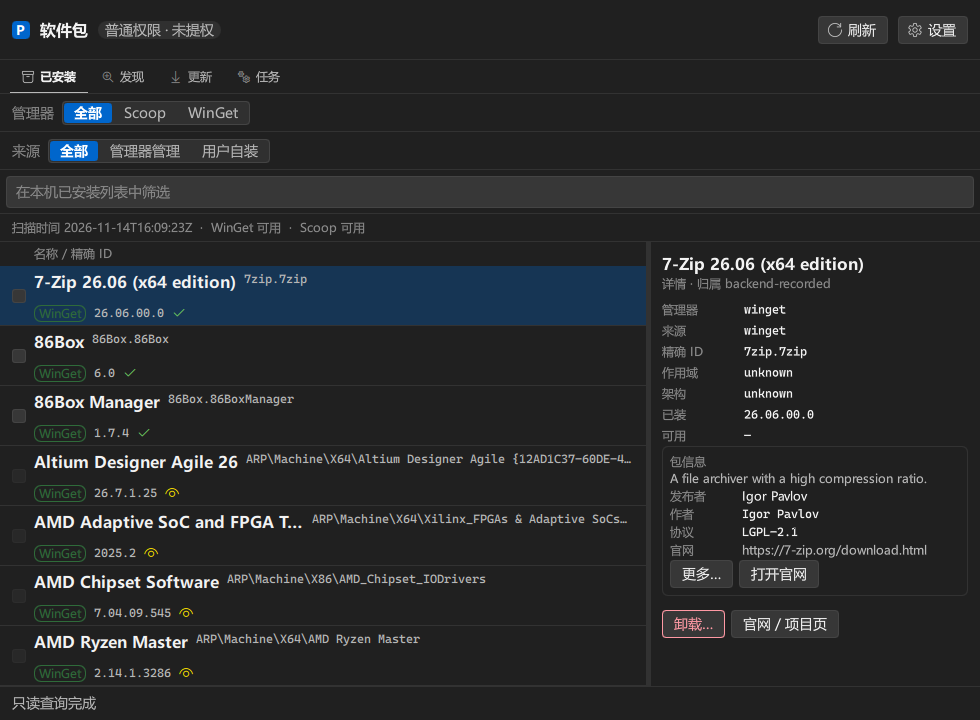 P 软件包 普通权限 · 未提权 刷新 设置
已安装 发现 更新 任务
管理器 全部 Scoop WinGet
来源 全部 管理器管理 用户自装
在本机已安装列表中筛选
扫描时间 2026-11-14T16:09:23Z · WinGet 可用 · Scoop 可用
名称 / 精确 ID
7-Zip 26.06 (x64 edition) 7zip.7zip
WinGet 26.06.00.0
86Box 86Box.86Box
WinGet 6.0
86Box Manager 86Box.86BoxManager
WinGet 1.7.4
Altium Designer Agile 26 ARP\Machine\X64\Altium Designer Agile {12AD1C37-60DE-4…
WinGet 26.7.1.25
AMD Adaptive SoC and FPGA T... ARP\Machine\X64\Xilinx_FPGAs & Adaptive SoCs…
WinGet 2025.2
AMD Chipset Software ARP\Machine\X86\AMD_Chipset_IODrivers
WinGet 7.04.09.545
AMD Ryzen Master ARP\Machine\X64\AMD Ryzen Master
WinGet 2.14.1.3286
7-Zip 26.06 (x64 edition)
详情 · 归属 backend-recorded
管理器 winget
来源 winget
精确 ID 7zip.7zip
作用域 unknown
架构 unknown
已装 26.06.00.0
可用 —
包信息
A file archiver with a high compression ratio.
发布者 Igor Pavlov
作者 Igor Pavlov
协议 LGPL-2.1
官网 https://7-zip.org/download.html
更多... 打开官网
卸载... 官网 / 项目页
只读查询完成